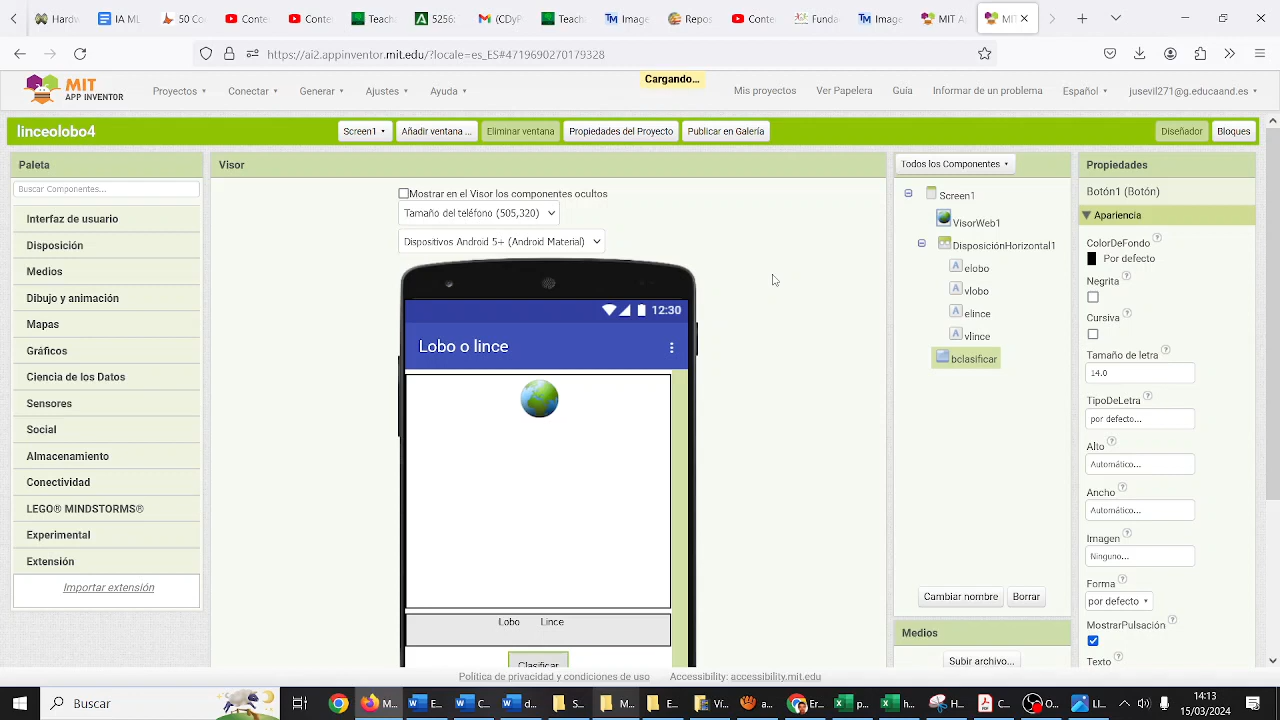 MA
50 C
Conte
Conte
Teach
5256
(CD)
Teach
Image
Repos
Conte
Funda
Image
MIT A
MIT
https://ai2.appinventor.mit.edu/?locale=es_ES#4719690270179328
MIT
APP INVENTOR
Proyectos
Conectar
Generar
Ajustes
Ayuda
Cargando...
Mis proyectos
Ver Papelera
Guía
Informar de un problema
Español
jusevil271@g.educaand.es
linceolobo4
Screen1
Añadir ventana ...
Eliminar ventana
Propiedades del Proyecto
Publicar en Galería
Diseñador
Bloques
Paleta
Buscar Componentes...
Interfaz de usuario
Disposición
Medios
Dibujo y animación
Mapas
Gráficos
Ciencia de los Datos
Sensores
Social
Almacenamiento
Conectividad
LEGO® MINDSTORMS®
Experimental
Extensión
Importar extensión
Visor
Mostrar en el Visor los componentes ocultos
Tamaño del teléfono (505,320)
Dispositivos Android 5+ (Android Material)
12:30
Lobo o lince
Lobo Lince
Clasificar
Todos los Componentes
Screen1
VisorWeb1
DisposiciónHorizontal1
A elobo
A vlobo
A elince
A vlince
bclasificar
Cambiar nombre
Borrar
Medios
Subir archivo...
Propiedades
Botón1 (Botón)
Apariencia
ColorDeFondo
Por defecto
Negrita
Cursiva
Tamaño de letra
14.0
TipoDeLetra
por defecto...
Alto
Automático...
Ancho
Automático...
Imagen
Ninguno...
Forma
por defecto
MostrarPulsación
Texto
Política de privacidad y condiciones de uso
Accessibility: accessibility.mit.edu
Buscar
14:13
15/03/2024